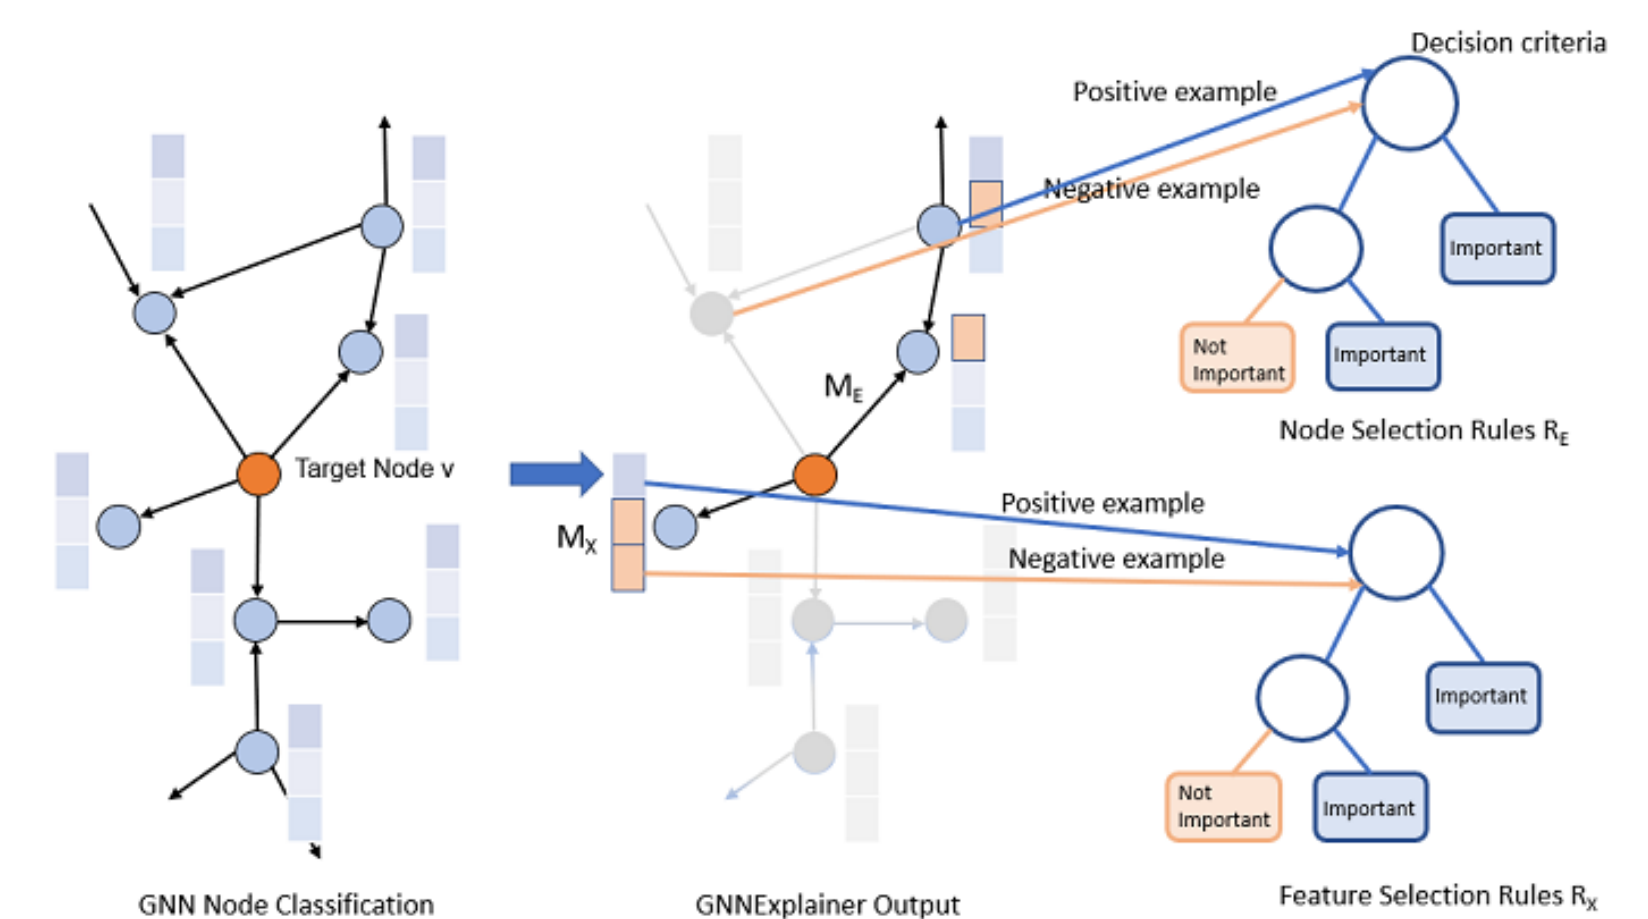 Decision criteria
Positive example
Negative example
Important
Not
Important
Important
Node Selection Rules R_E
M_E
Target Node v
M_X
Positive example
Negative example
Important
Not
Important
Important
Feature Selection Rules R_X
GNN Node Classification
GNNExplainer Output